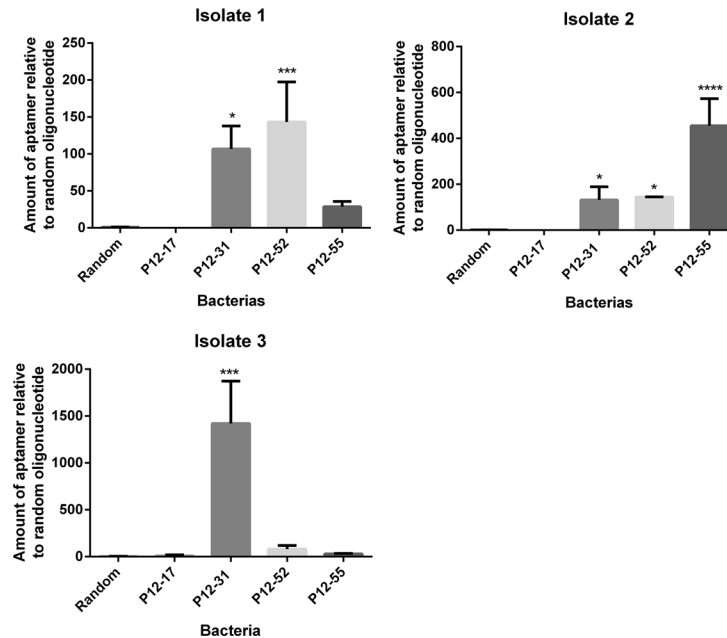 Isolate 1
Amount of aptamer relative
to random oligonucleotide
250
200
150
100
50
0
*
***
Random
P12-17
P12-31
P12-52
P12-55
Bacterias
Isolate 2
Amount of aptamer relative
to random oligonucleotide
800
600
400
200
0
*
*
****
Random
P12-17
P12-31
P12-52
P12-55
Bacterias
Isolate 3
Amount of aptamer relative
to random oligonucleotide
2000
1500
1000
500
0
***
Random
P12-17
P12-31
P12-52
P12-55
Bacteria